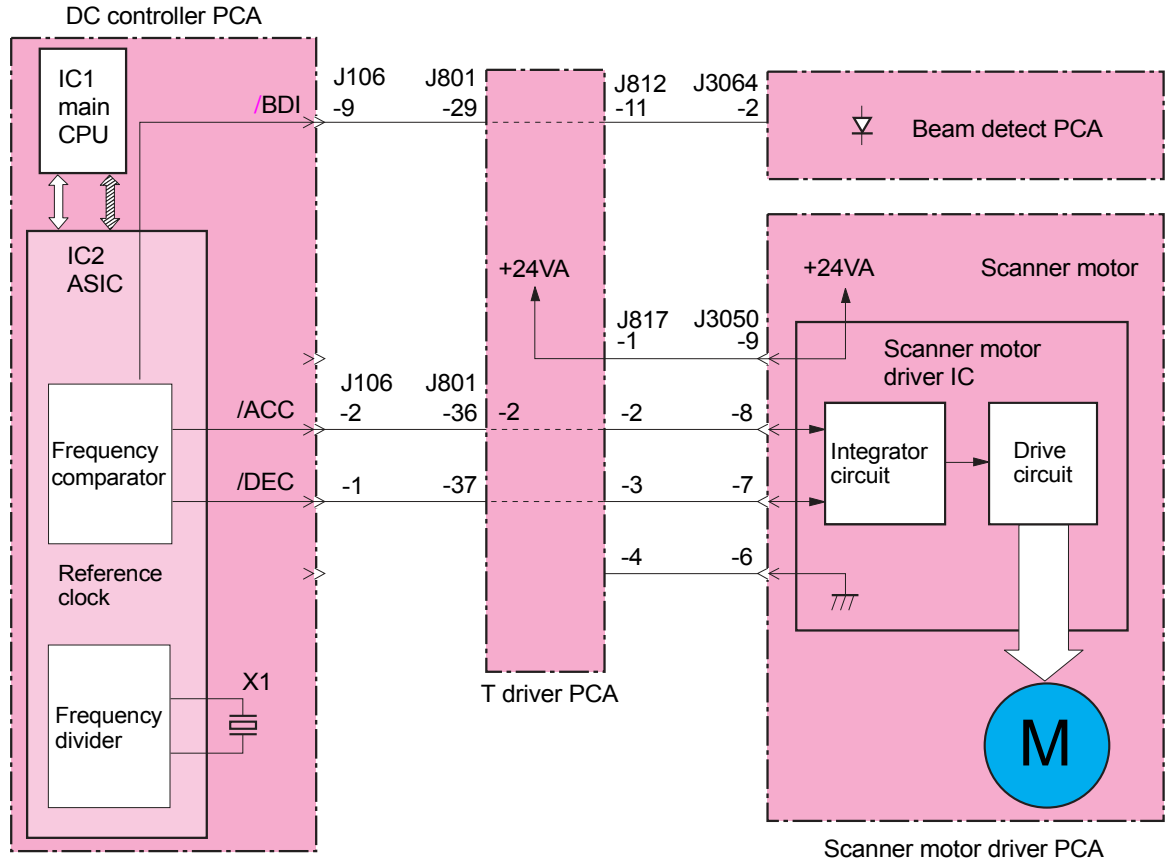 DC controller PCA
IC1
main
CPU
/BDI
J106
-9
J801
-29
J812
-11
J3064
-2
Beam detect PCA
IC2
ASIC
+24VA
+24VA
Scanner motor
J817
-1
J3050
-9
Scanner motor
driver IC
J106
-2
J801
-36
-2
-2
-8
/ACC
Frequency
comparator
/DEC
-1
-37
-3
-7
Integrator
circuit
Drive
circuit
-4
-6
Reference
clock
X1
Frequency
divider
T driver PCA
M
Scanner motor driver PCA